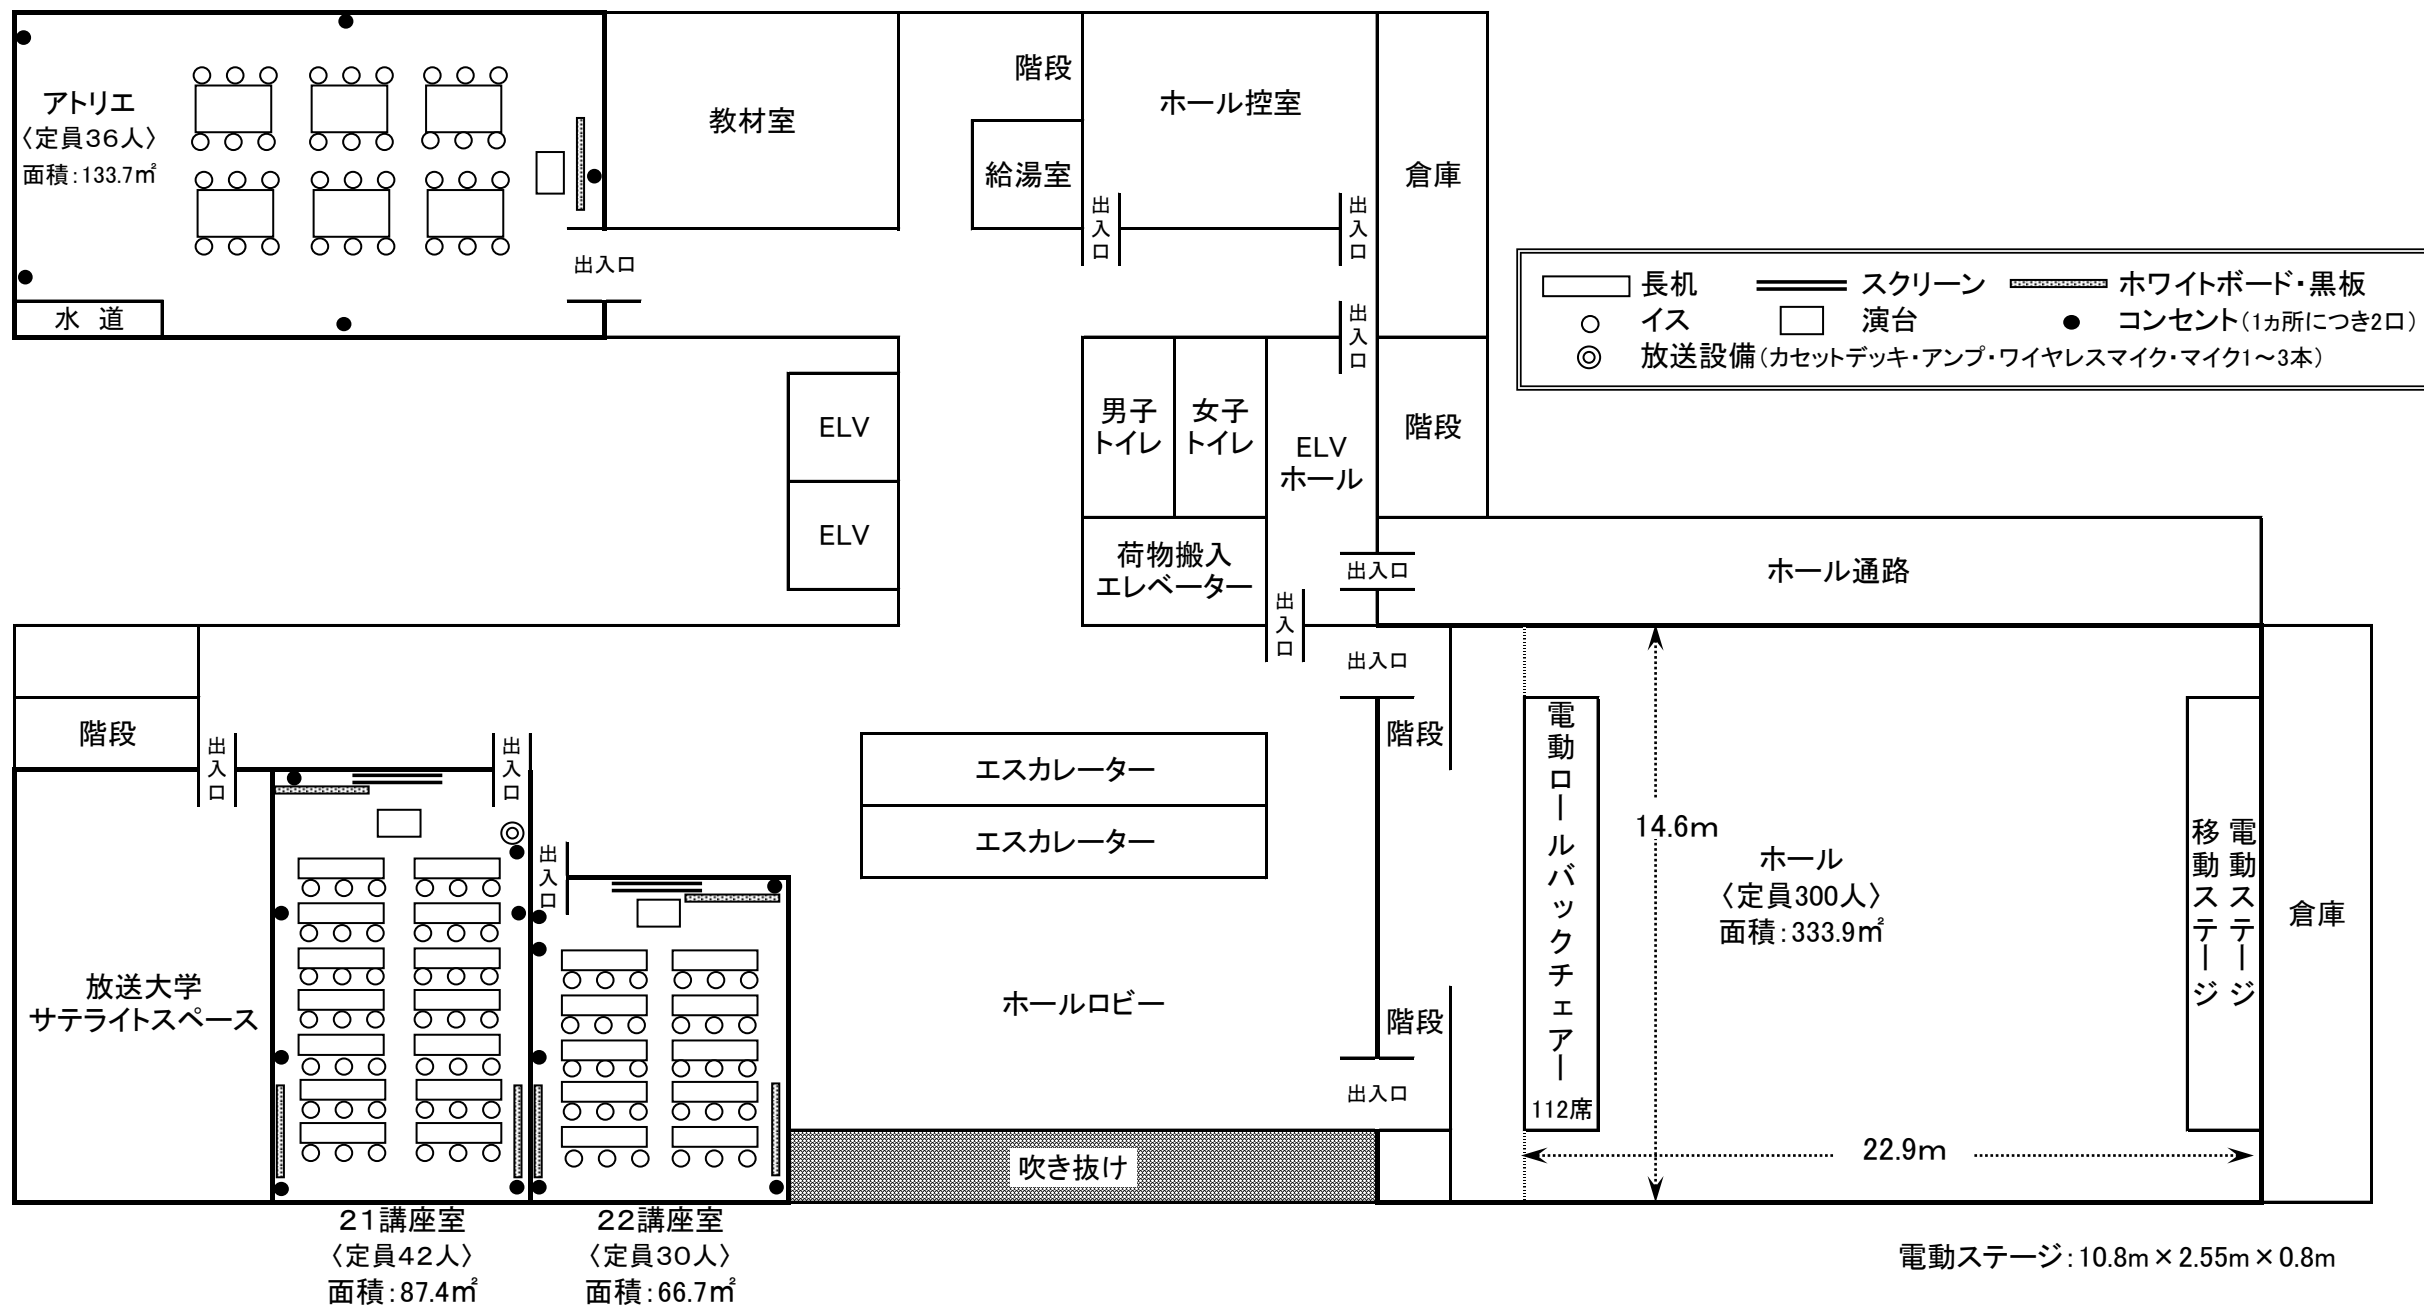 アトリエ
〈定員36人〉
面積：133.7㎡
水 道
出入口
教材室
階段
給湯室
ホール控室
出入口
出入口
倉庫
出入口
長机
スクリーン
ホワイトボード・黒板
イス
演台
コンセント（1ヵ所につき2口）
放送設備（カセットデッキ・アンプ・ワイヤレスマイク・マイク1～3本）
ELV
ELV
男子
トイレ
女子
トイレ
ELV
ホール
階段
荷物搬入
エレベーター
出入口
出入口
ホール通路
出入口
階段
出入口
出入口
出入口
放送大学
サテライトスペース
エスカレーター
エスカレーター
ホールロビー
階段
階段
出入口
吹き抜け
電動ロールバックチェアー
112席
14.6m
ホール
〈定員300人〉
面積：333.9㎡
22.9m
電動ステージ
移動ステージ
倉庫
21講座室
〈定員42人〉
面積：87.4㎡
22講座室
〈定員30人〉
面積：66.7㎡
電動ステージ：10.8m×2.55m×0.8m